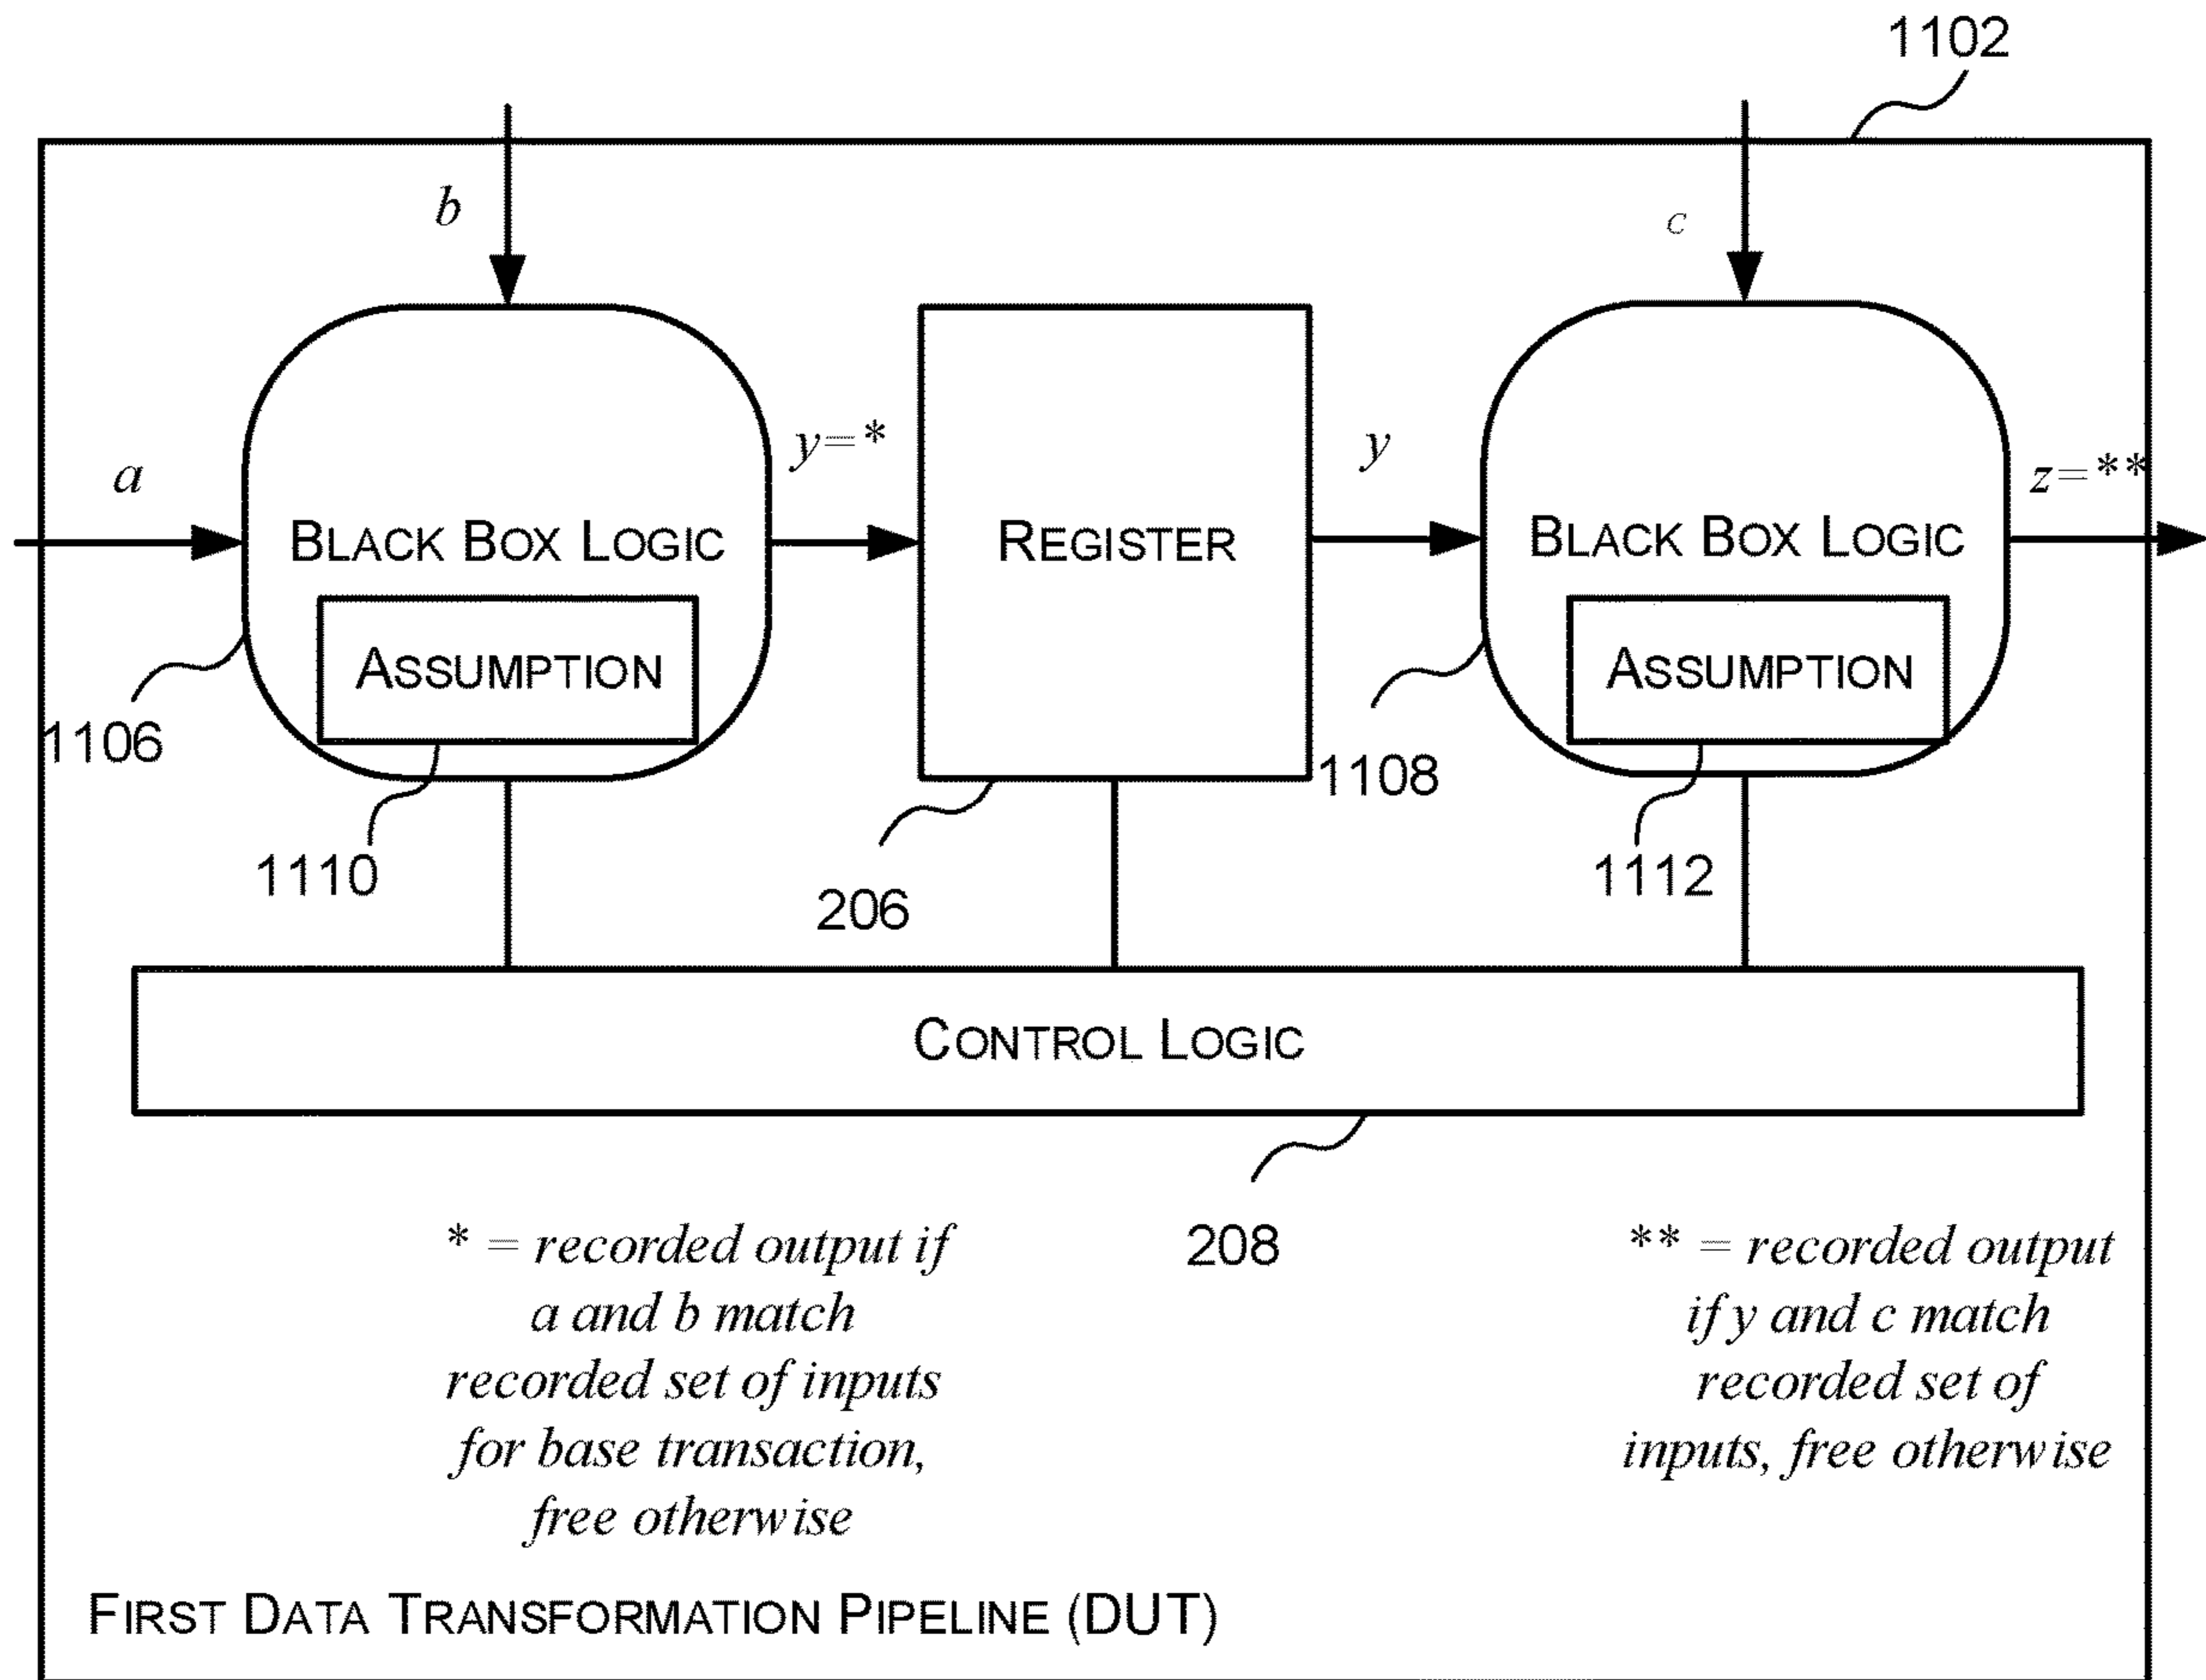 1102
b
c
y=*
y
a
z=**
BLACK BOX LOGIC
REGISTER
BLACK BOX LOGIC
ASSUMPTION
ASSUMPTION
1106
1108
1110
206
1112
CONTROL LOGIC
208
* = recorded output if
a and b match
recorded set of inputs
for base transaction,
free otherwise
** = recorded output
if y and c match
recorded set of
inputs, free otherwise
FIRST DATA TRANSFORMATION PIPELINE (DUT)